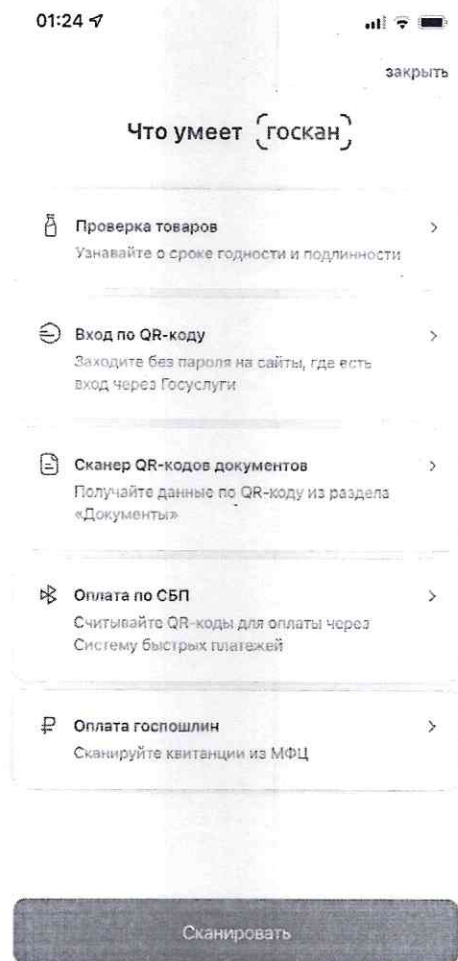 01:24
закрыть
Что умеет госкан
Проверка товаров
Узнавайте о сроке годности и подлинности
Вход по QR-коду
Заходите без пароля на сайты, где есть
вход через Госуслуги
Сканер QR-кодов документов
Получайте данные по QR-коду из раздела
«Документы»
Оплата по СБП
Считывайте QR-коды для оплаты через
Систему быстрых платежей
Оплата госпошлин
Сканируйте квитанции из МФЦ
Сканировать